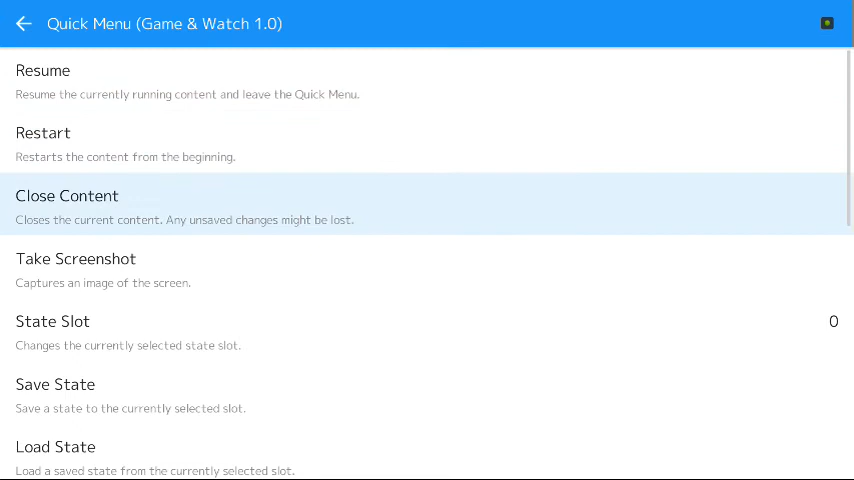 Quick Menu (Game & Watch 1.0)
Resume
Resume the currently running content and leave the Quick Menu.
Restart
Restarts the content from the beginning.
Close Content
Closes the current content. Any unsaved changes might be lost.
Take Screenshot
Captures an image of the screen.
State Slot 0
Changes the currently selected state slot.
Save State
Save a state to the currently selected slot.
Load State
Load a saved state from the currently selected slot.